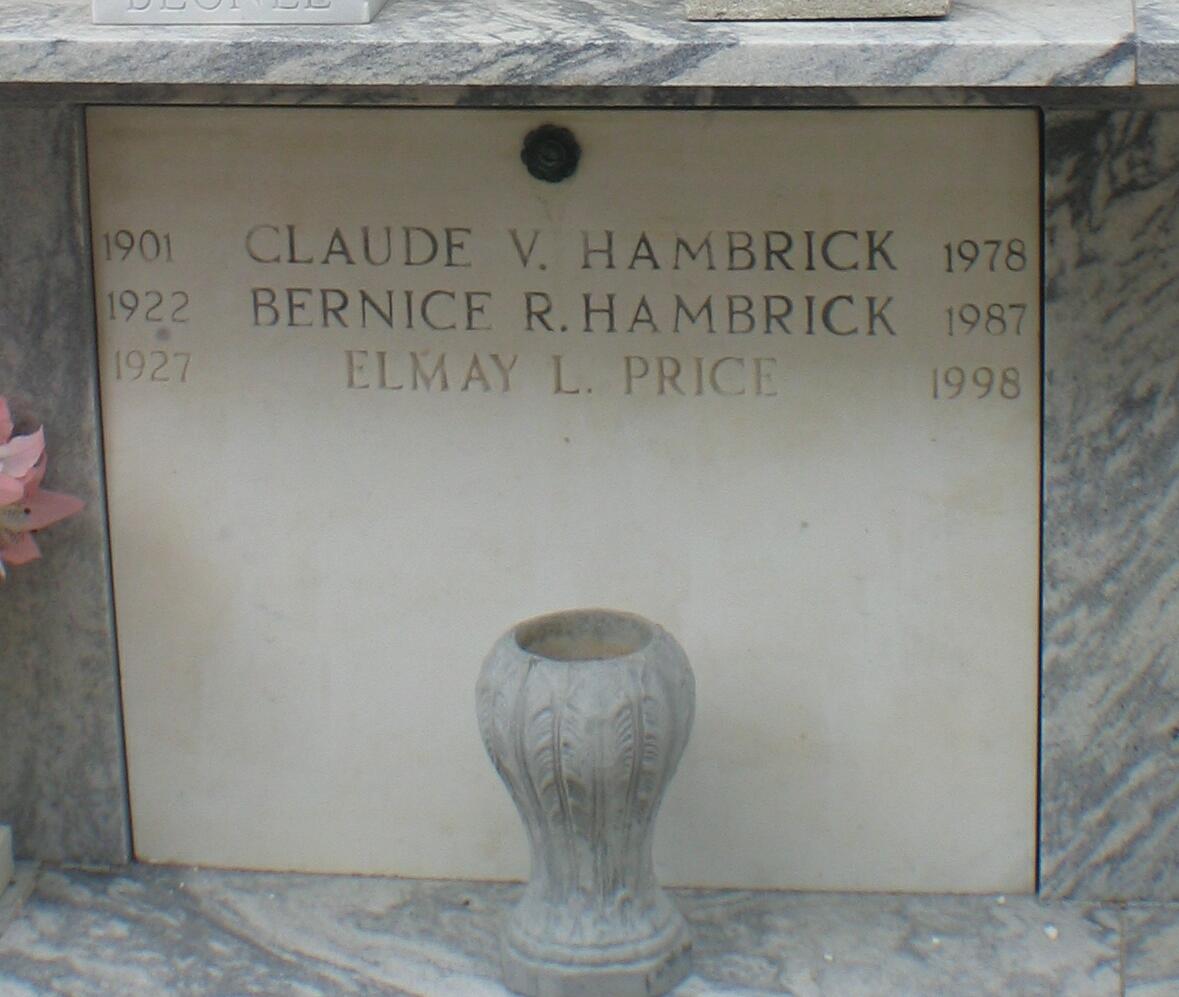 1901 CLAUDE V. HAMBRICK 1978
1922 BERNICE R. HAMBRICK 1987
1927 ELMAY L. PRICE 1998